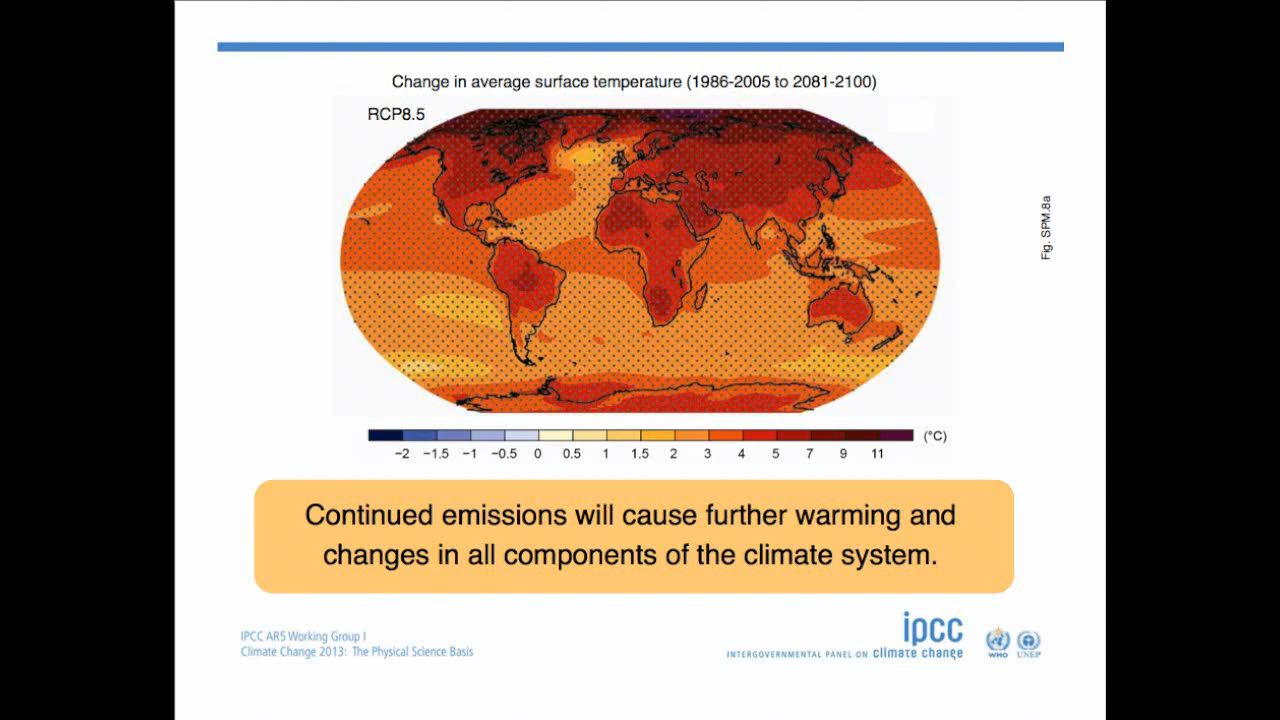 Change in average surface temperature (1986-2005 to 2081-2100)
RCP8.5
Fig. SPM.8a
−2 −1.5 −1 −0.5 0 0.5 1 1.5 2 3 4 5 7 9 11 (°C)
Continued emissions will cause further warming and
changes in all components of the climate system.
IPCC AR5 Working Group I
Climate Change 2013: The Physical Science Basis
ipcc
INTERGOVERNMENTAL PANEL ON climate change
WMO UNEP